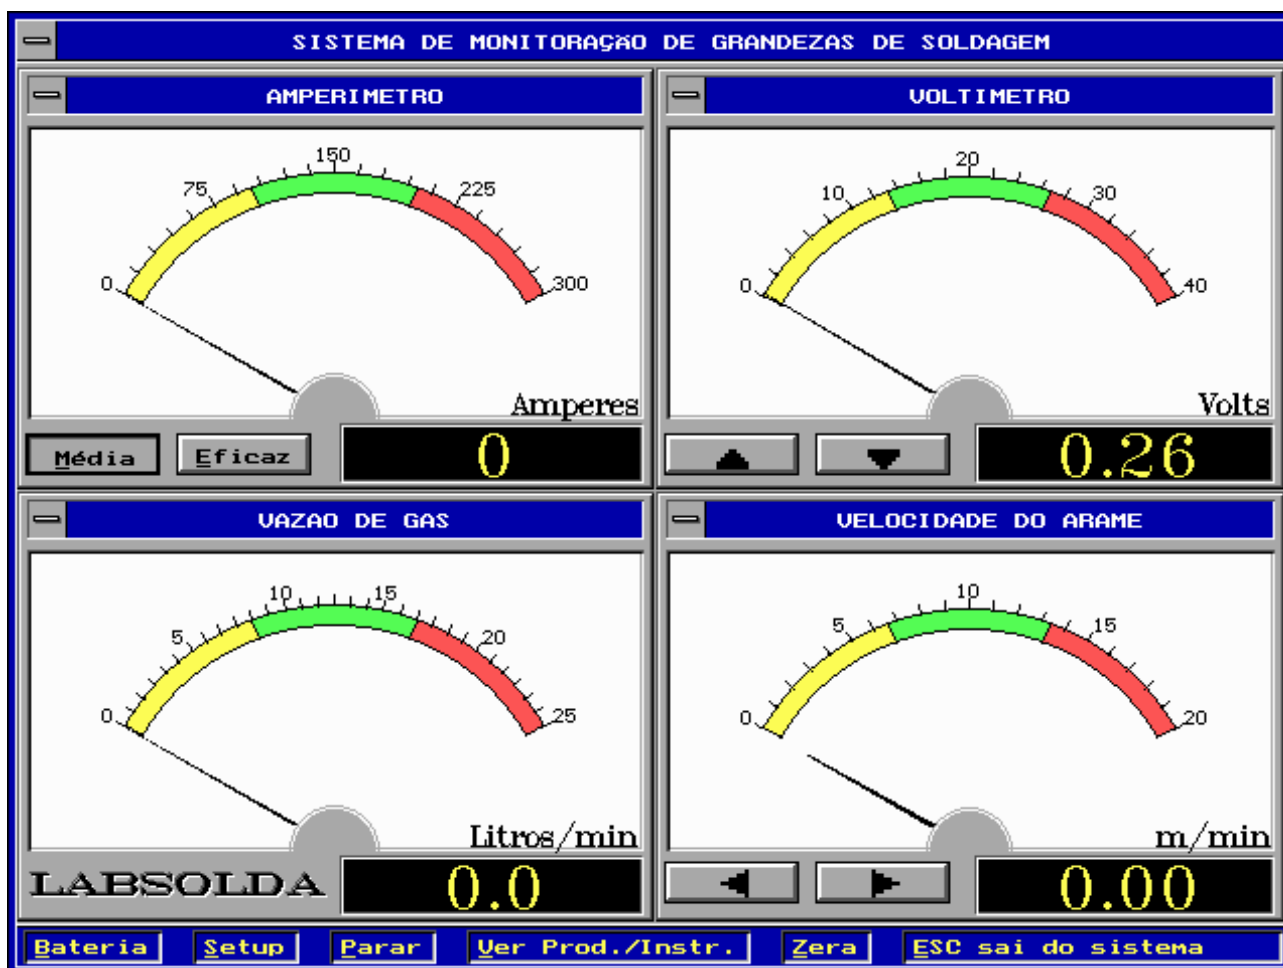 SISTEMA DE MONITORAÇÃO DE GRANDEZAS DE SOLDAGEM
AMPERIMETRO
0 75 150 225 300
Amperes
Média Eficaz 0
VOLTIMETRO
0 10 20 30 40
Volts
0.26
VAZAO DE GAS
0 5 10 15 20 25
Litros/min
LABSOLDA 0.0
VELOCIDADE DO ARAME
0 5 10 15 20
m/min
0.00
Bateria Setup Parar Ver Prod./Instr. Zera ESC sai do sistema